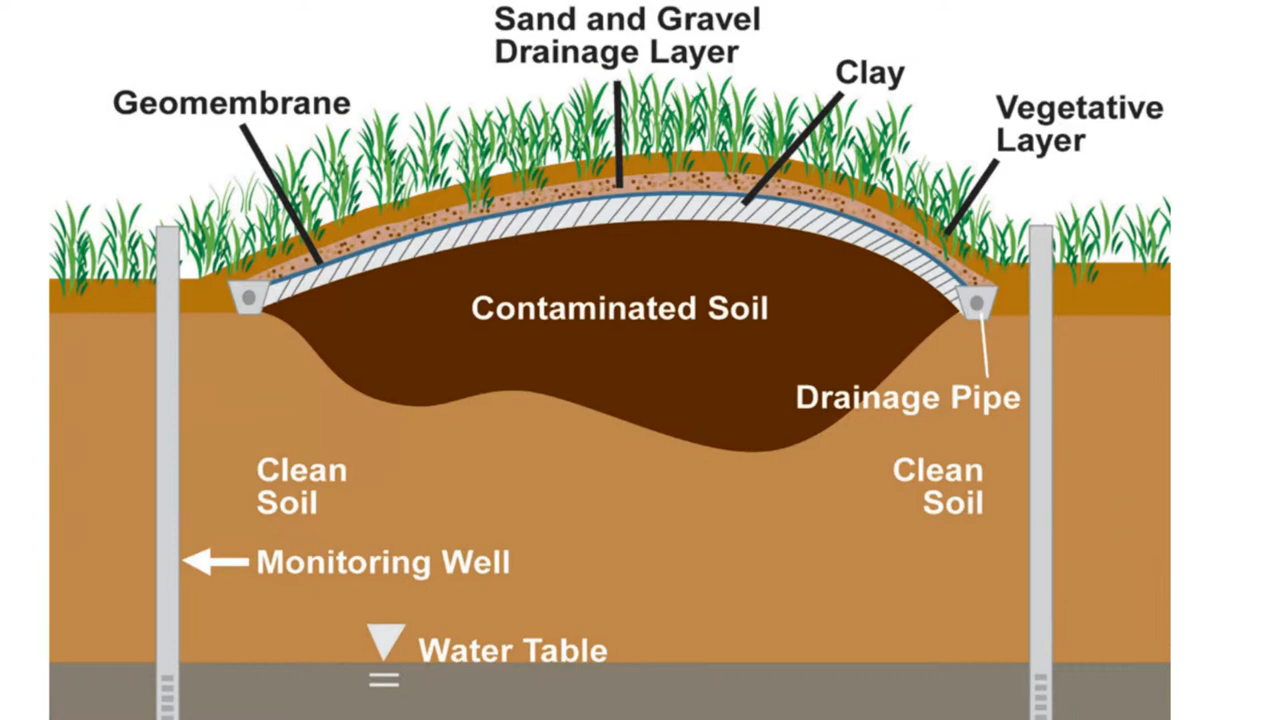 Sand and Gravel
Drainage Layer
Clay
Geomembrane
Vegetative
Layer
Contaminated Soil
Drainage Pipe
Clean
Soil
Clean
Soil
Monitoring Well
Water Table